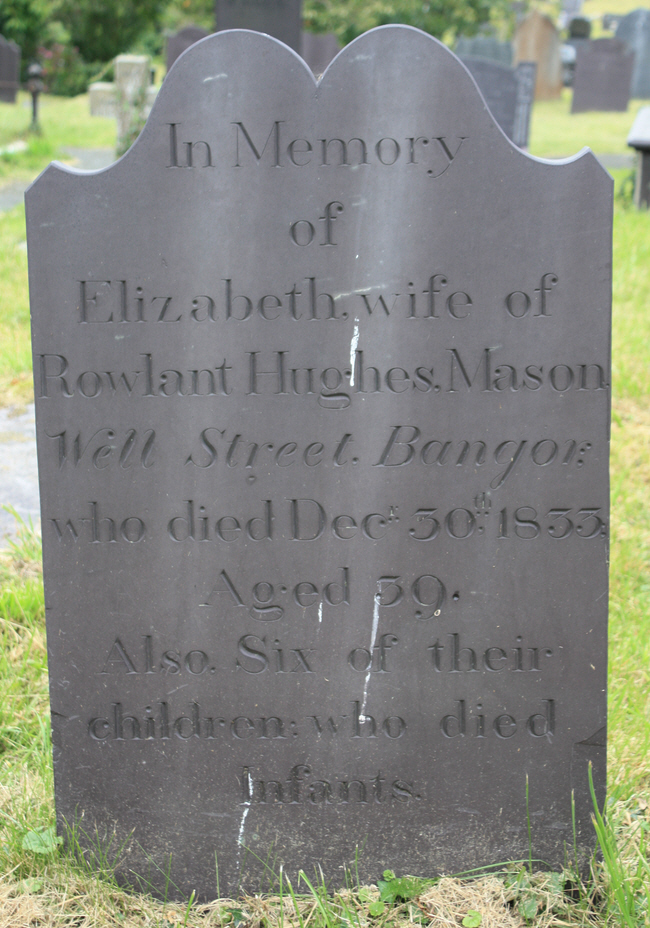 In Memory
of
Elizabeth, wife of
Rowlant Hughes, Mason
Well Street, Bangor;
who died Decr. 30th. 1833;
Aged 39.
Also, Six of their
children: who died
Infants.